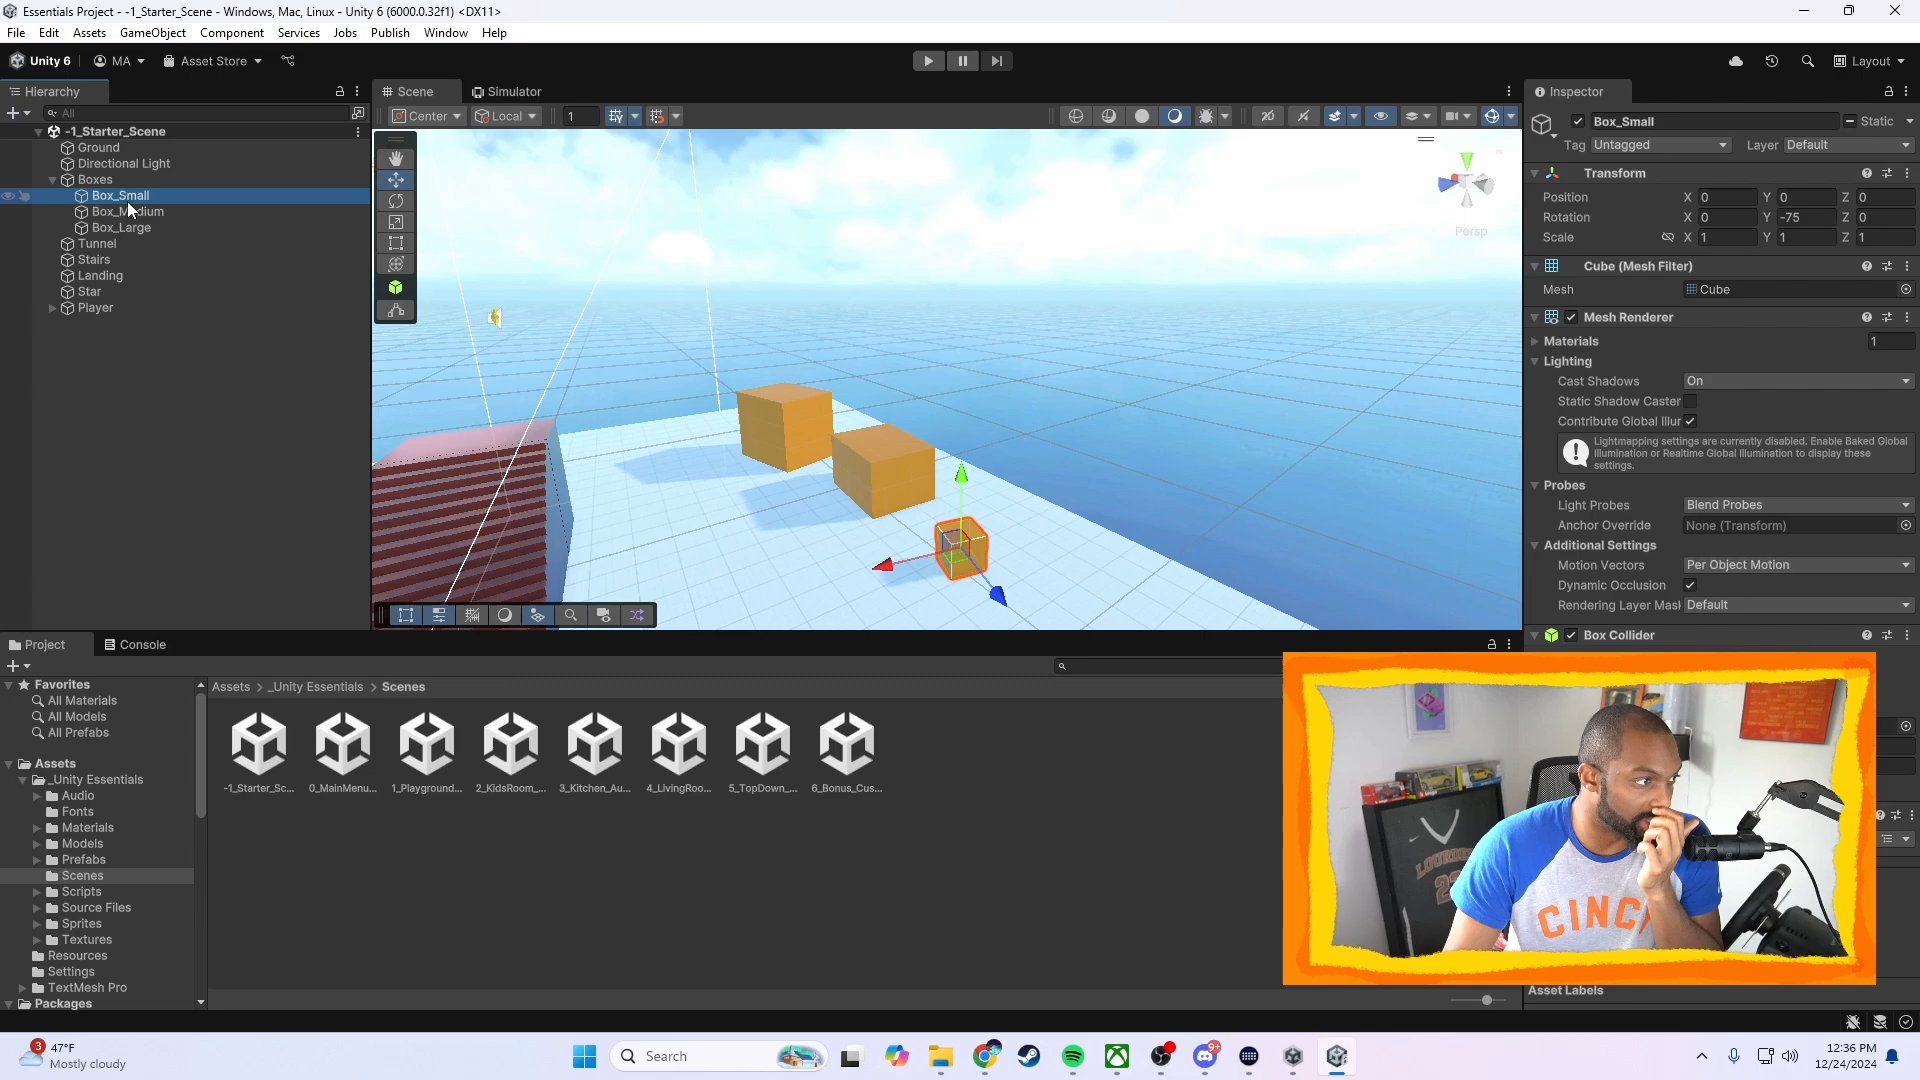 Essentials Project - -1_Starter_Scene - Windows, Mac, Linux - Unity 6 (6000.0.32f1) <DX11>
File Edit Assets GameObject Component Services Jobs Publish Window Help
Unity 6 MA Asset Store Layout
Hierarchy
All
-1_Starter_Scene
Ground
Directional Light
Boxes
Box_Small
Box_Medium
Box_Large
Tunnel
Stairs
Landing
Star
Player
Scene Simulator
Center Local 1
Persp
Inspector
Box_Small Static
Tag Untagged Layer Default
Transform
Position X 0 Y 0 Z 0
Rotation X 0 Y -75 Z 0
Scale X 1 Y 1 Z 1
Cube (Mesh Filter)
Mesh Cube
Mesh Renderer
Materials 1
Lighting
Cast Shadows On
Static Shadow Caster
Contribute Global Illur
Lightmapping settings are currently disabled. Enable Baked Global
Illumination or Realtime Global Illumination to display these
settings.
Probes
Light Probes Blend Probes
Anchor Override None (Transform)
Additional Settings
Motion Vectors Per Object Motion
Dynamic Occlusion
Rendering Layer Mask Default
Box Collider
Asset Labels
Project Console
Favorites
All Materials
All Models
All Prefabs
Assets
_Unity Essentials
Audio
Fonts
Materials
Models
Prefabs
Scenes
Scripts
Source Files
Sprites
Textures
Resources
Settings
TextMesh Pro
Packages
Assets > _Unity Essentials > Scenes
-1_Starter_Sc... 0_MainMenu... 1_Playground... 2_KidsRoom_... 3_Kitchen_Au... 4_LivingRoo... 5_TopDown_... 6_Bonus_Cus...
LOURDES
CINC
3
47°F
Mostly cloudy
Search
9+
12:36 PM
12/24/2024